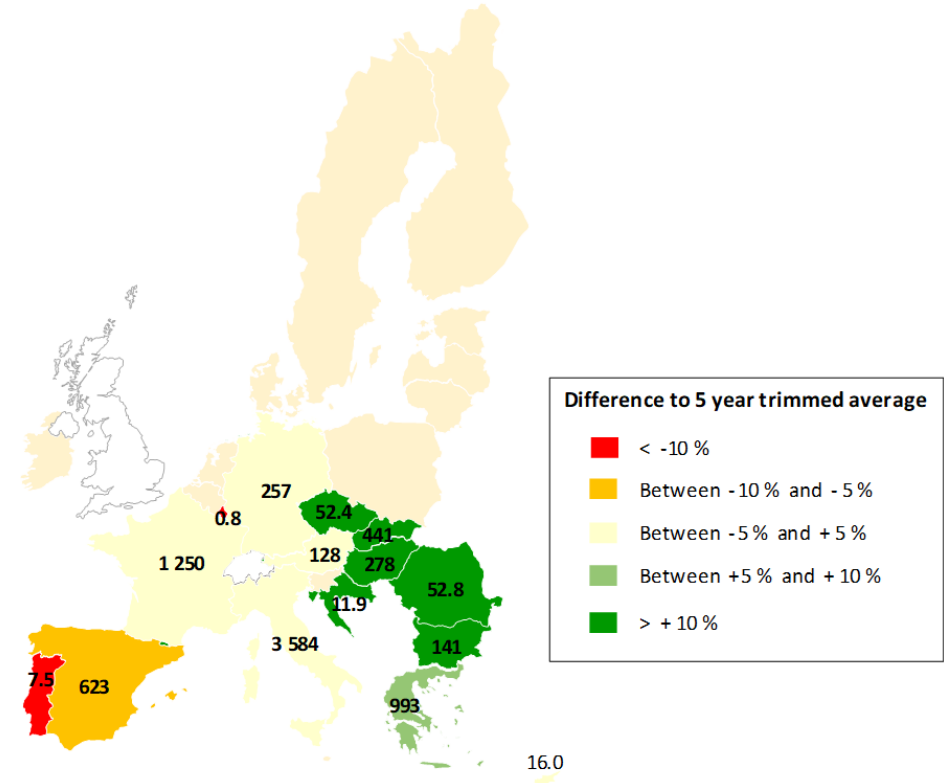 Difference to 5 year trimmed average
< -10 %
Between -10 % and -5 %
Between -5 % and +5 %
Between +5 % and +10 %
> +10 %
257
52.4
0.8
441
1 250
128
278
52.8
11.9
3 584
141
7.5
623
993
16.0